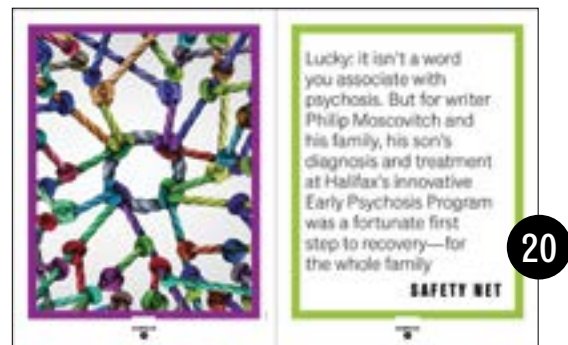 Lucky: it isn't a word
you associate with
psychosis. But for writer
Philip Moscovitch and
his family, his son's
diagnosis and treatment
at Halifax's innovative
Early Psychosis Program
was a fortunate first
step to recovery—for
the whole family
SAFETY NET
20